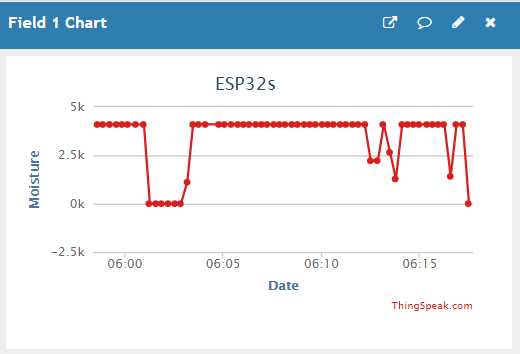 Field 1 Chart
ESP32s
5k
2.5k
0k
−2.5k
Moisture
06:00 06:05 06:10 06:15
Date
ThingSpeak.com